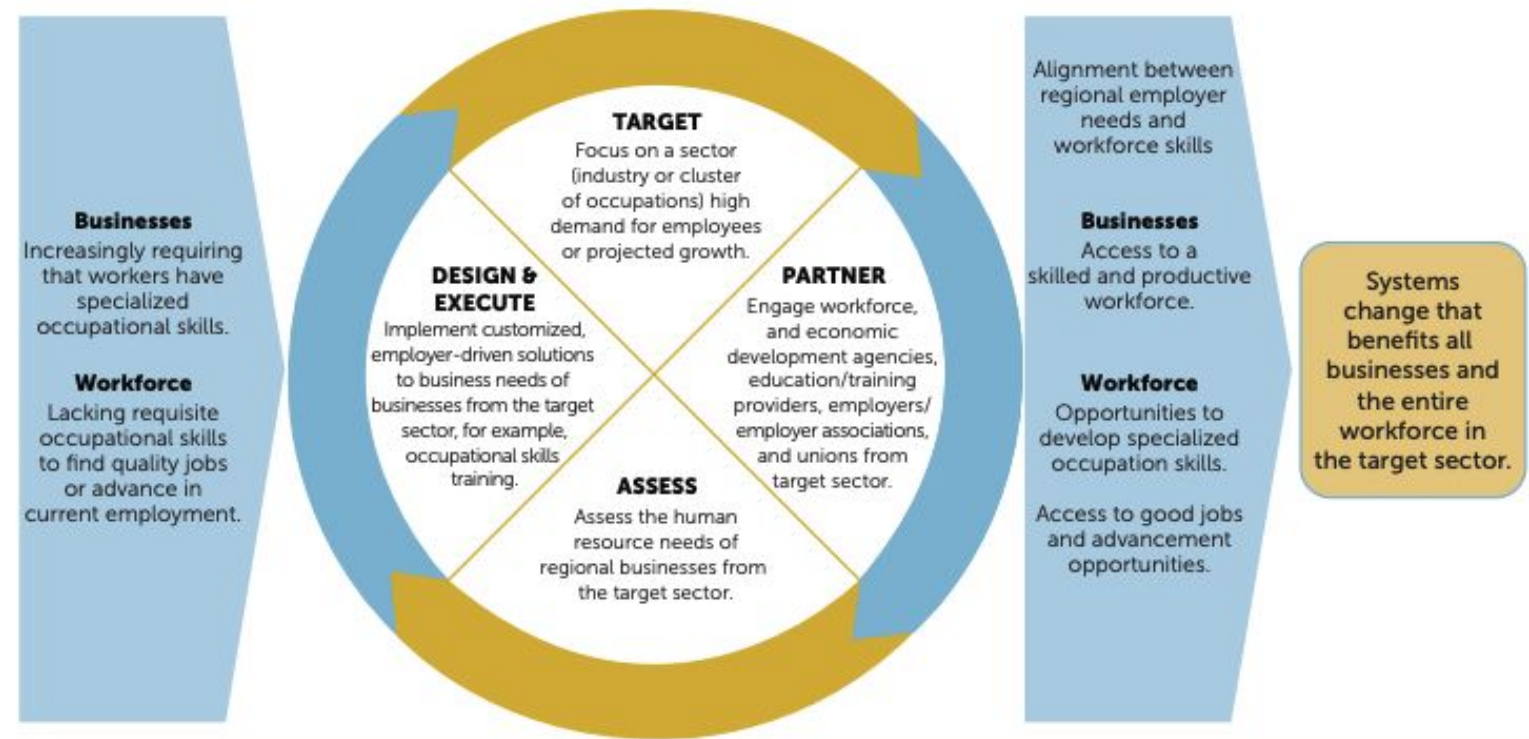 Businesses
Increasingly requiring
that workers have
specialized
occupational skills.
Workforce
Lacking requisite
occupational skills
to find quality jobs
or advance in
current employment.
TARGET
Focus on a sector
(industry or cluster
of occupations) high
demand for employees
or projected growth.
PARTNER
Engage workforce,
and economic
development agencies,
education/training
providers, employers/
employer associations,
and unions from
target sector.
ASSESS
Assess the human
resource needs of
regional businesses from
the target sector.
DESIGN &
EXECUTE
Implement customized,
employer-driven solutions
to business needs of
businesses from the target
sector, for example,
occupational skills
training.
Alignment between
regional employer
needs and
workforce skills
Businesses
Access to a
skilled and productive
workforce.
Workforce
Opportunities to
develop specialized
occupation skills.
Access to good jobs
and advancement
opportunities.
Systems
change that
benefits all
businesses and
the entire
workforce in
the target sector.